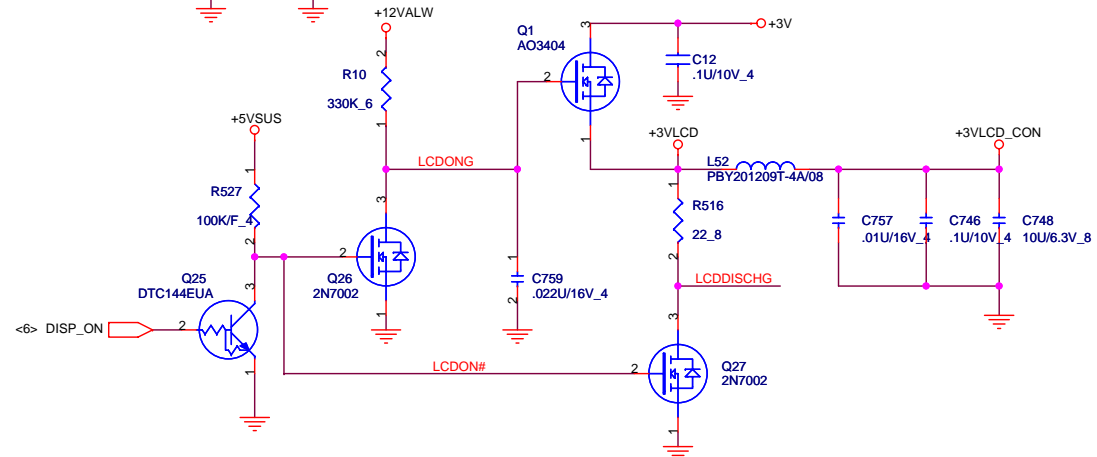 +12VALW
3
+3V
Q1
AO3404
2
R10
330K_6
1
2
1
C12
.1U/10V_4
+5VSUS
1
R527
100K/F_4
2
LCDONG
+3VLCD
L52
PBY201209T-4A/08
+3VLCD_CON
1
R516
22_8
2
C757
.01U/16V_4
C746
.1U/10V_4
C748
10U/6.3V_8
3
2
Q26
2N7002
1
1
C759
.022U/16V_4
2
LCDDISCHG
Q25
DTC144EUA
3
<6> DISP_ON
2
1
LCDON#
3
2
Q27
2N7002
1